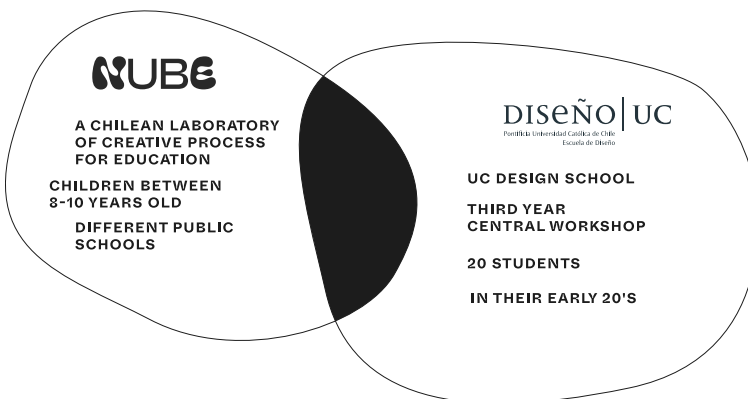 NUBE
A CHILEAN LABORATORY
OF CREATIVE PROCESS
FOR EDUCATION
CHILDREN BETWEEN
8-10 YEARS OLD
DIFFERENT PUBLIC
SCHOOLS
DISEÑO | UC
Pontificia Universidad Católica de Chile
Escuela de Diseño
UC DESIGN SCHOOL
THIRD YEAR
CENTRAL WORKSHOP
20 STUDENTS
IN THEIR EARLY 20'S